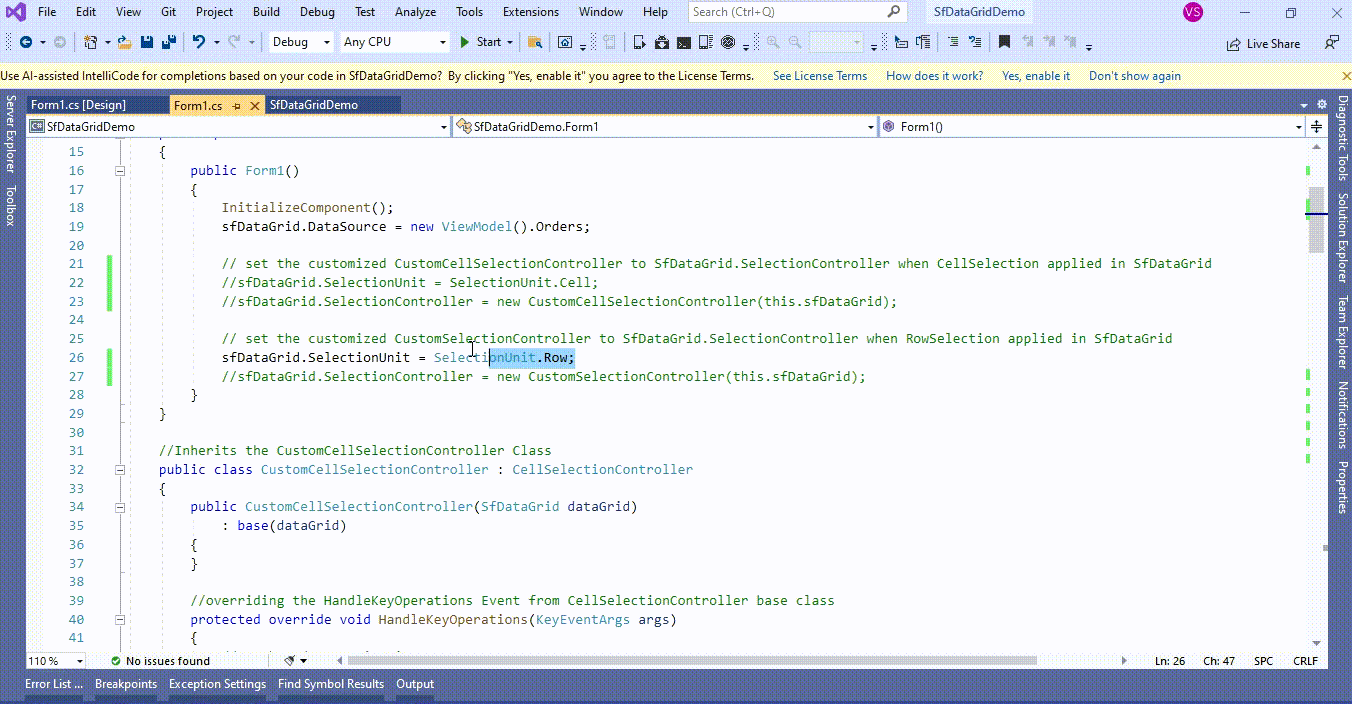 File Edit View Git Project Build Debug Test Analyze Tools Extensions Window Help Search (Ctrl+Q) SfDataGridDemo VS
Debug Any CPU Start Live Share
Use AI-assisted IntelliCode for completions based on your code in SfDataGridDemo? By clicking "Yes, enable it" you agree to the License Terms. See License Terms How does it work? Yes, enable it Don't show again
Server Explorer
Toolbox
Form1.cs [Design] Form1.cs SfDataGridDemo
C# SfDataGridDemo SfDataGridDemo.Form1 Form1()
15 {
16 public Form1()
17 {
18 InitializeComponent();
19 sfDataGrid.DataSource = new ViewModel().Orders;
20
21 // set the customized CustomCellSelectionController to SfDataGrid.SelectionController when CellSelection applied in SfDataGrid
22 //sfDataGrid.SelectionUnit = SelectionUnit.Cell;
23 //sfDataGrid.SelectionController = new CustomCellSelectionController(this.sfDataGrid);
24
25 // set the customized CustomSelectionController to SfDataGrid.SelectionController when RowSelection applied in SfDataGrid
26 sfDataGrid.SelectionUnit = SelectionUnit.Row;
27 //sfDataGrid.SelectionController = new CustomSelectionController(this.sfDataGrid);
28 }
29 }
30
31 //Inherits the CustomCellSelectionController Class
32 public class CustomCellSelectionController : CellSelectionController
33 {
34 public CustomCellSelectionController(SfDataGrid dataGrid)
35 : base(dataGrid)
36 {
37 }
38
39 //overriding the HandleKeyOperations Event from CellSelectionController base class
40 protected override void HandleKeyOperations(KeyEventArgs args)
41 {
Diagnostic Tools
Solution Explorer
Team Explorer
Notifications
Properties
110 % No issues found Ln: 26 Ch: 47 SPC CRLF
Error List ... Breakpoints Exception Settings Find Symbol Results Output